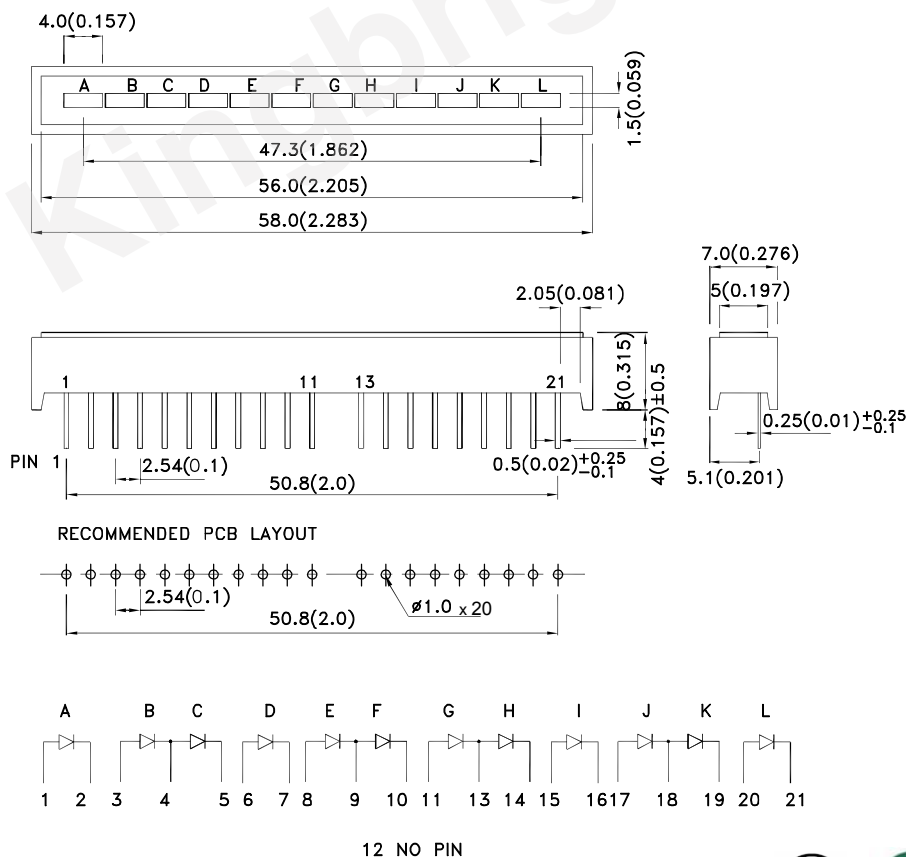 4.0(0.157)
A B C D E F G H I J K L
1.5(0.059)
47.3(1.862)
56.0(2.205)
58.0(2.283)
Kingbright
7.0(0.276)
2.05(0.081)
5(0.197)
1 11 13 21
8(0.315)
4(0.157)±0.5
0.25(0.01)+0.25
-0.1
PIN 1
2.54(0.1)
0.5(0.02)+0.25
-0.1
50.8(2.0)
5.1(0.201)
RECOMMENDED PCB LAYOUT
2.54(0.1)
ø1.0 x 20
50.8(2.0)
A B C D E F G H I J K L
1 2 3 4 5 6 7 8 9 10 11 13 14 15 16 17 18 19 20 21
12 NO PIN